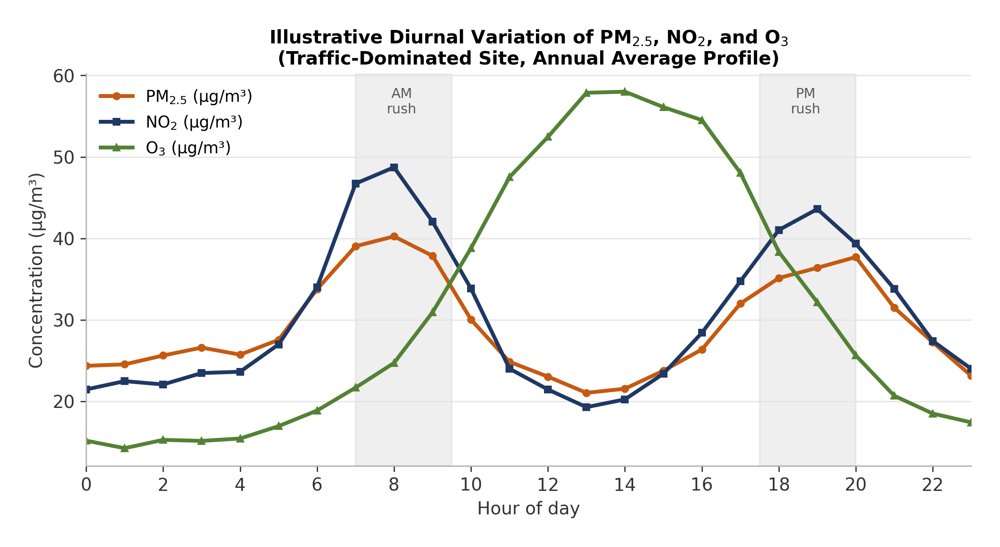 Illustrative Diurnal Variation of PM₂.₅, NO₂, and O₃
(Traffic-Dominated Site, Annual Average Profile)
PM₂.₅ (µg/m³)
NO₂ (µg/m³)
O₃ (µg/m³)
AM
rush
PM
rush
Concentration (µg/m³)
60
50
40
30
20
0 2 4 6 8 10 12 14 16 18 20 22
Hour of day